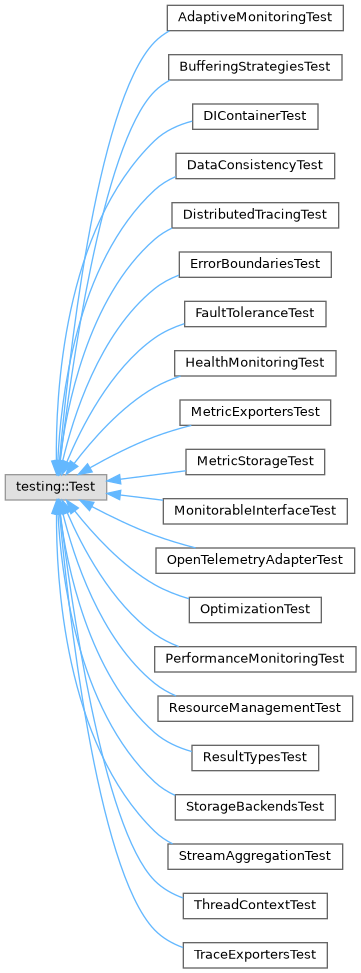 AdaptiveMonitoringTest
BufferingStrategiesTest
DIContainerTest
DataConsistencyTest
DistributedTracingTest
ErrorBoundariesTest
FaultToleranceTest
HealthMonitoringTest
MetricExportersTest
MetricStorageTest
testing::Test
MonitorableInterfaceTest
OpenTelemetryAdapterTest
OptimizationTest
PerformanceMonitoringTest
ResourceManagementTest
ResultTypesTest
StorageBackendsTest
StreamAggregationTest
ThreadContextTest
TraceExportersTest